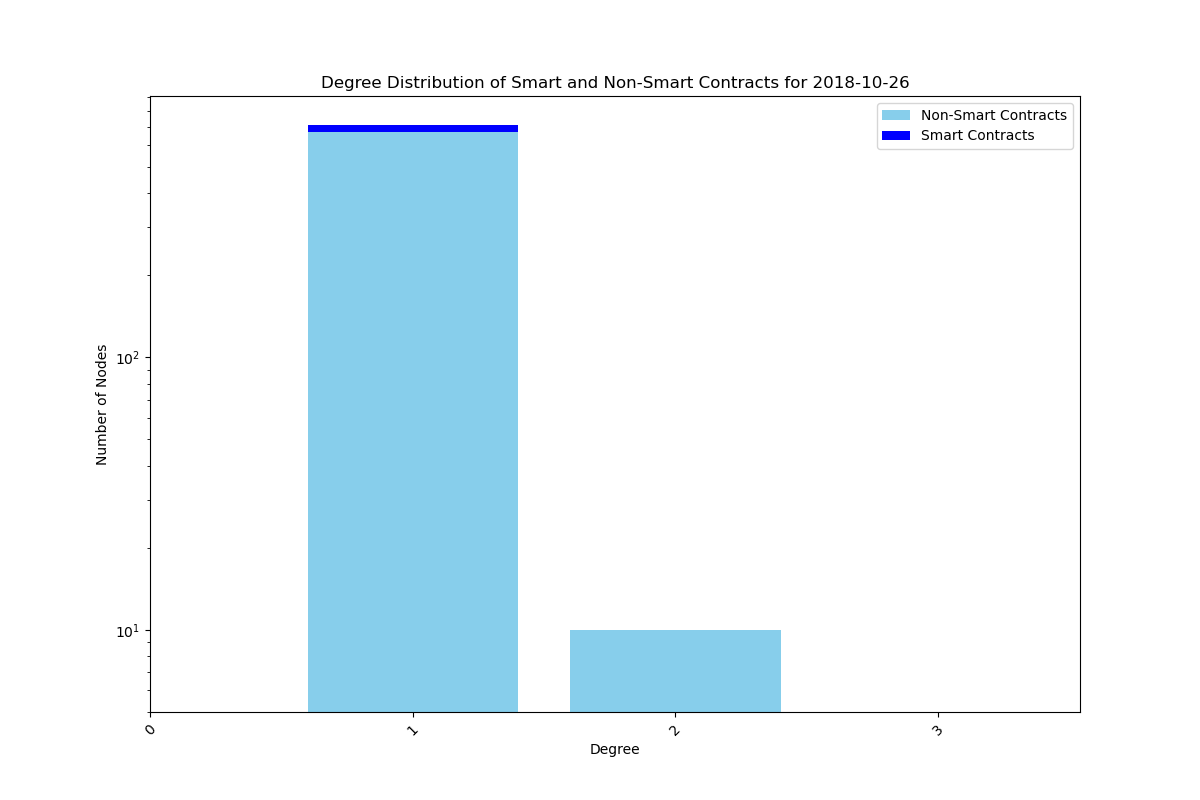 Degree Distribution of Smart and Non-Smart Contracts for 2018-10-26
Non-Smart Contracts
Smart Contracts
Number of Nodes
10²
10¹
0
1
2
3
Degree